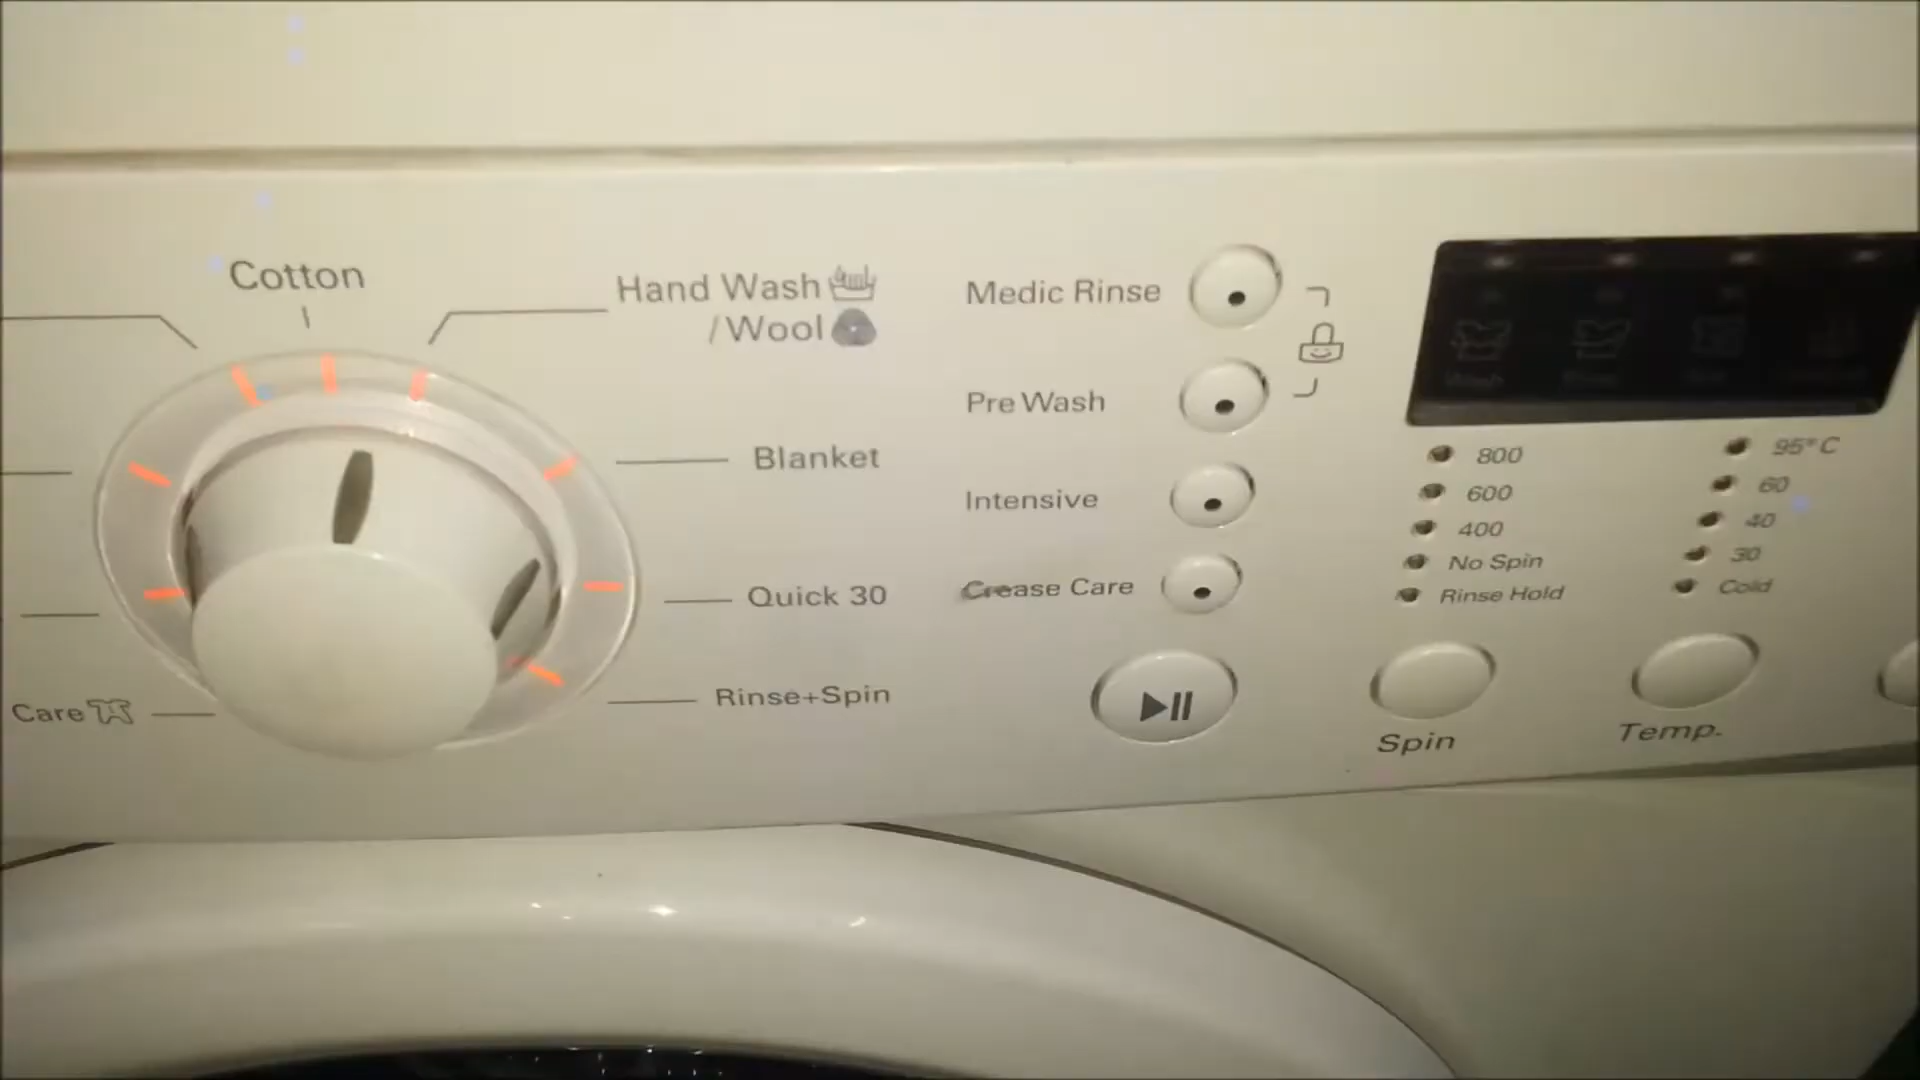 Cotton
Hand Wash
/Wool
Blanket
Quick 30
Rinse+Spin
Care
Medic Rinse
Pre Wash
Intensive
Crease Care
Wash
800
600
400
No Spin
Rinse Hold
95°C
60
40
30
Cold
Spin
Temp.